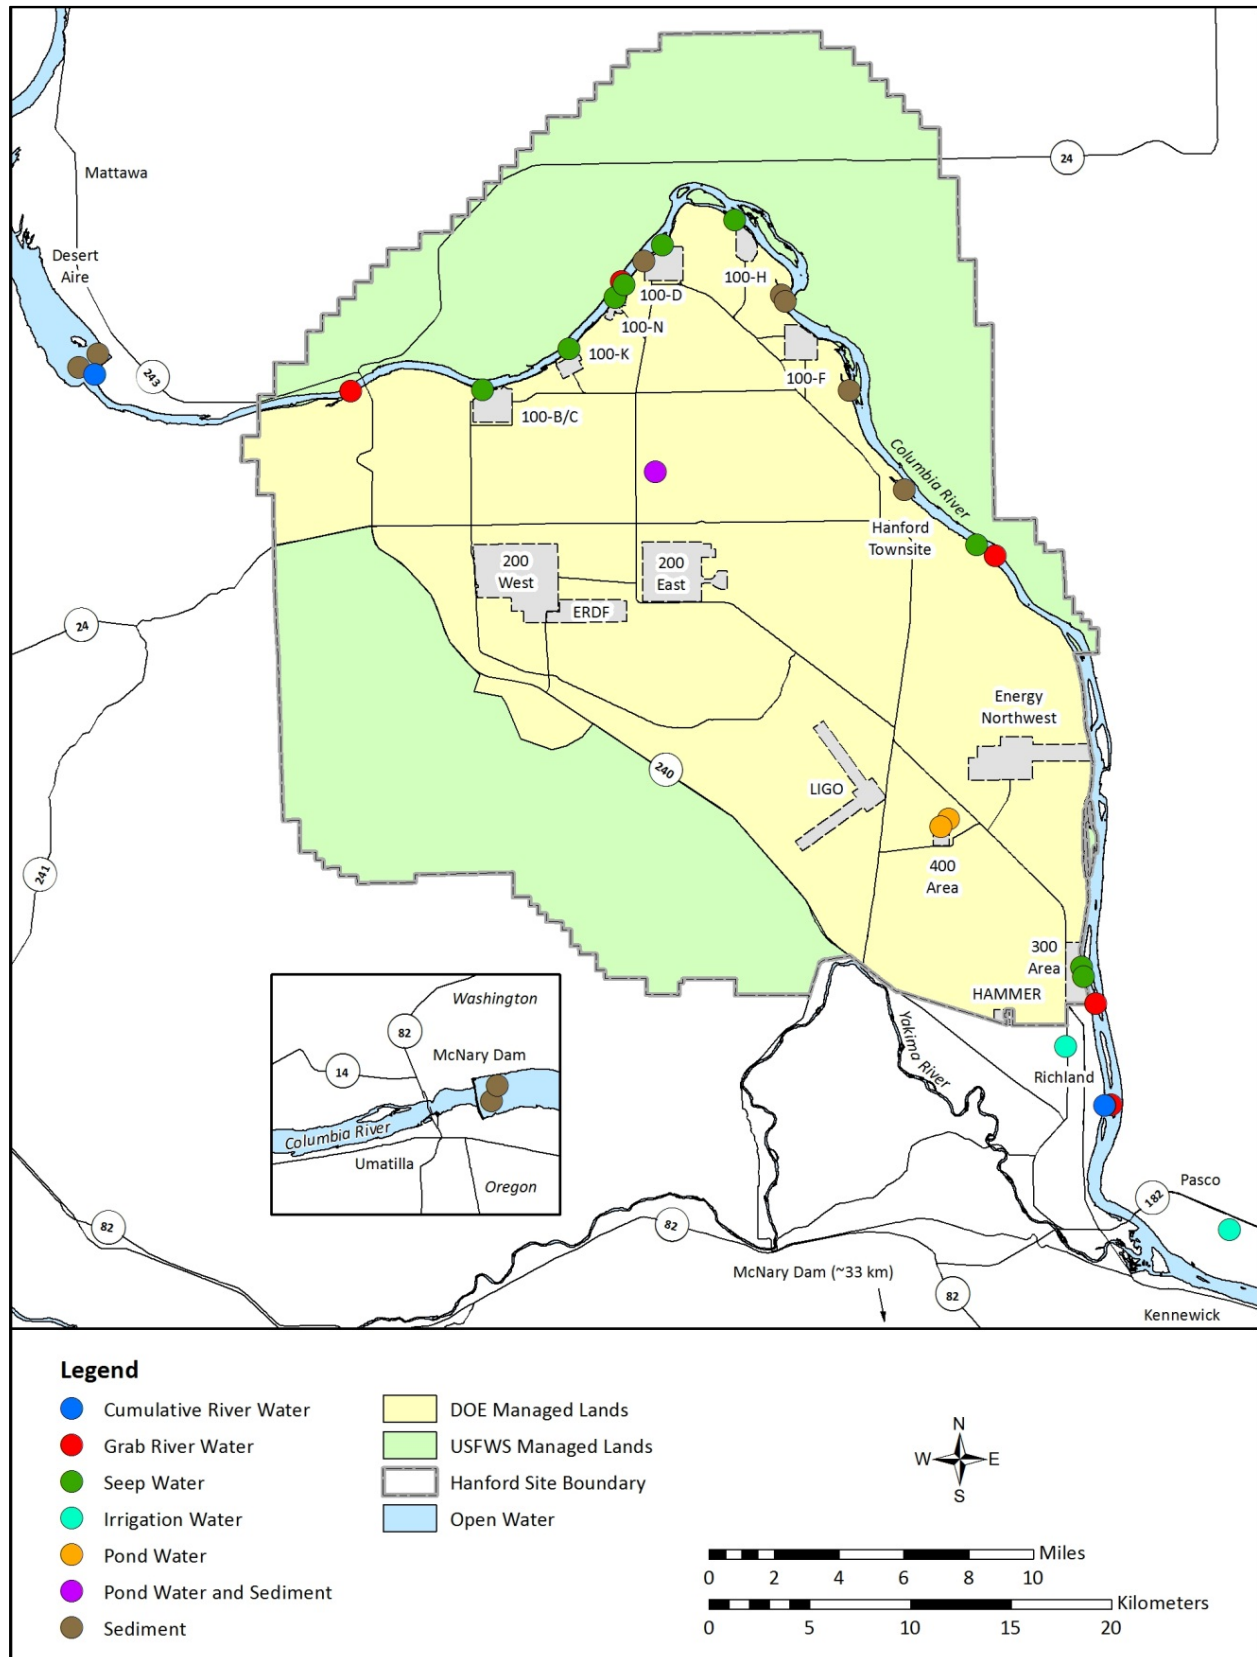 24
Mattawa
Desert
Aire
243
100-H
100-D
100-N
100-K
100-F
100-B/C
Columbia River
Hanford
Townsite
200
West
200
East
ERDF
24
Energy
Northwest
240
LIGO
241
400
Area
300
Area
HAMMER
Washington
82
McNary Dam
14
Columbia River
Umatilla
Oregon
Yakima River
Richland
Pasco
182
82
82
McNary Dam (~33 km)
82
Kennewick
Legend
Cumulative River Water
Grab River Water
Seep Water
Irrigation Water
Pond Water
Pond Water and Sediment
Sediment
DOE Managed Lands
USFWS Managed Lands
Hanford Site Boundary
Open Water
N
W E
S
Miles
0 2 4 6 8 10
Kilometers
0 5 10 15 20